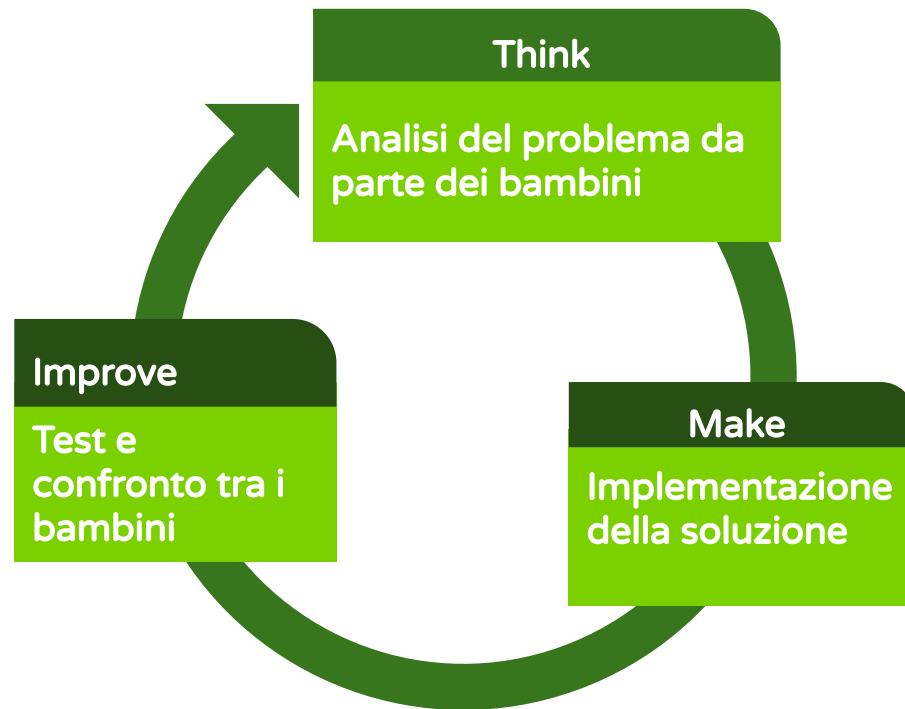 Think
Analisi del problema da
parte dei bambini
Improve
Test e
confronto tra i
bambini
Make
Implementazione
della soluzione